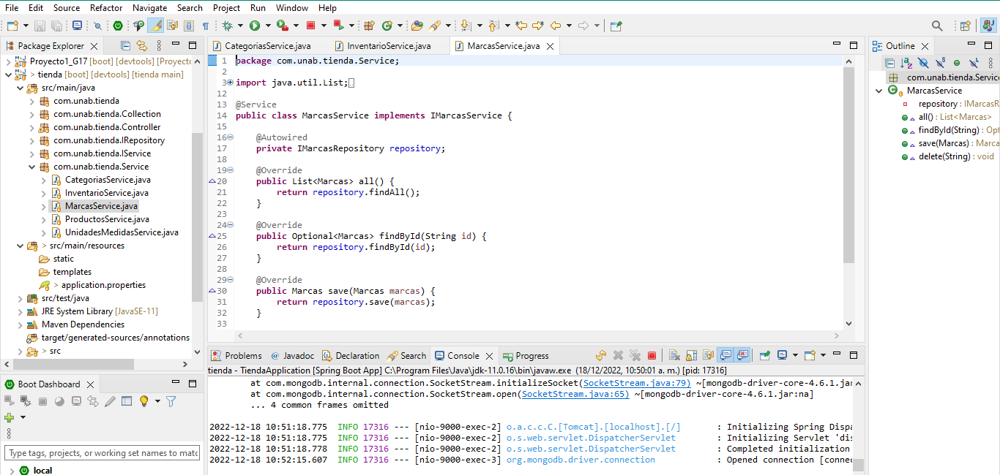 File Edit Source Refactor Navigate Search Project Run Window Help
Package Explorer
Proyecto1_G17 [boot] [devtools] [Proyecto
> tienda [boot] [devtools] [tienda main]
src/main/java
com.unab.tienda
com.unab.tienda.Collection
com.unab.tienda.Controller
com.unab.tienda.IRepository
com.unab.tienda.IService
com.unab.tienda.Service
CategoriasService.java
InventarioService.java
MarcasService.java
ProductosService.java
UnidadesMedidasService.java
> src/main/resources
static
templates
> application.properties
src/test/java
JRE System Library [JavaSE-11]
Maven Dependencies
target/generated-sources/annotations
> src
Boot Dashboard
Type tags, projects, or working set names to matc
local
CategoriasService.java InventarioService.java MarcasService.java
1 package com.unab.tienda.Service;
2
3 import java.util.List;
12
13 @Service
14 public class MarcasService implements IMarcasService {
15
16 @Autowired
17 private IMarcasRepository repository;
18
19 @Override
20 public List<Marcas> all() {
21 return repository.findAll();
22 }
23
24 @Override
25 public Optional<Marcas> findById(String id) {
26 return repository.findById(id);
27 }
28
29 @Override
30 public Marcas save(Marcas marcas) {
31 return repository.save(marcas);
32 }
33
Problems @ Javadoc Declaration Search Console Progress
tienda - TiendaApplication [Spring Boot App] C:\Program Files\Java\jdk-11.0.16\bin\javaw.exe (18/12/2022, 10:50:01 a. m.) [pid: 17316]
at com.mongodb.internal.connection.SocketStream.initializeSocket(SocketStream.java:79) ~[mongodb-driver-core-4.6.1.jar
at com.mongodb.internal.connection.SocketStream.open(SocketStream.java:65) ~[mongodb-driver-core-4.6.1.jar:na]
... 4 common frames omitted
2022-12-18 10:51:18.775 INFO 17316 --- [nio-9000-exec-2] o.a.c.c.C.[Tomcat].[localhost].[/] : Initializing Spring Dispa
2022-12-18 10:51:18.775 INFO 17316 --- [nio-9000-exec-2] o.s.web.servlet.DispatcherServlet : Initializing Servlet 'dis
2022-12-18 10:51:18.778 INFO 17316 --- [nio-9000-exec-2] o.s.web.servlet.DispatcherServlet : Completed initialization
2022-12-18 10:52:15.607 INFO 17316 --- [nio-9000-exec-3] org.mongodb.driver.connection : Opened connection [connec
Outline
com.unab.tienda.Service
MarcasService
repository : IMarcasR
all() : List<Marcas>
findById(String) : Opt
save(Marcas) : Marca
delete(String) : void